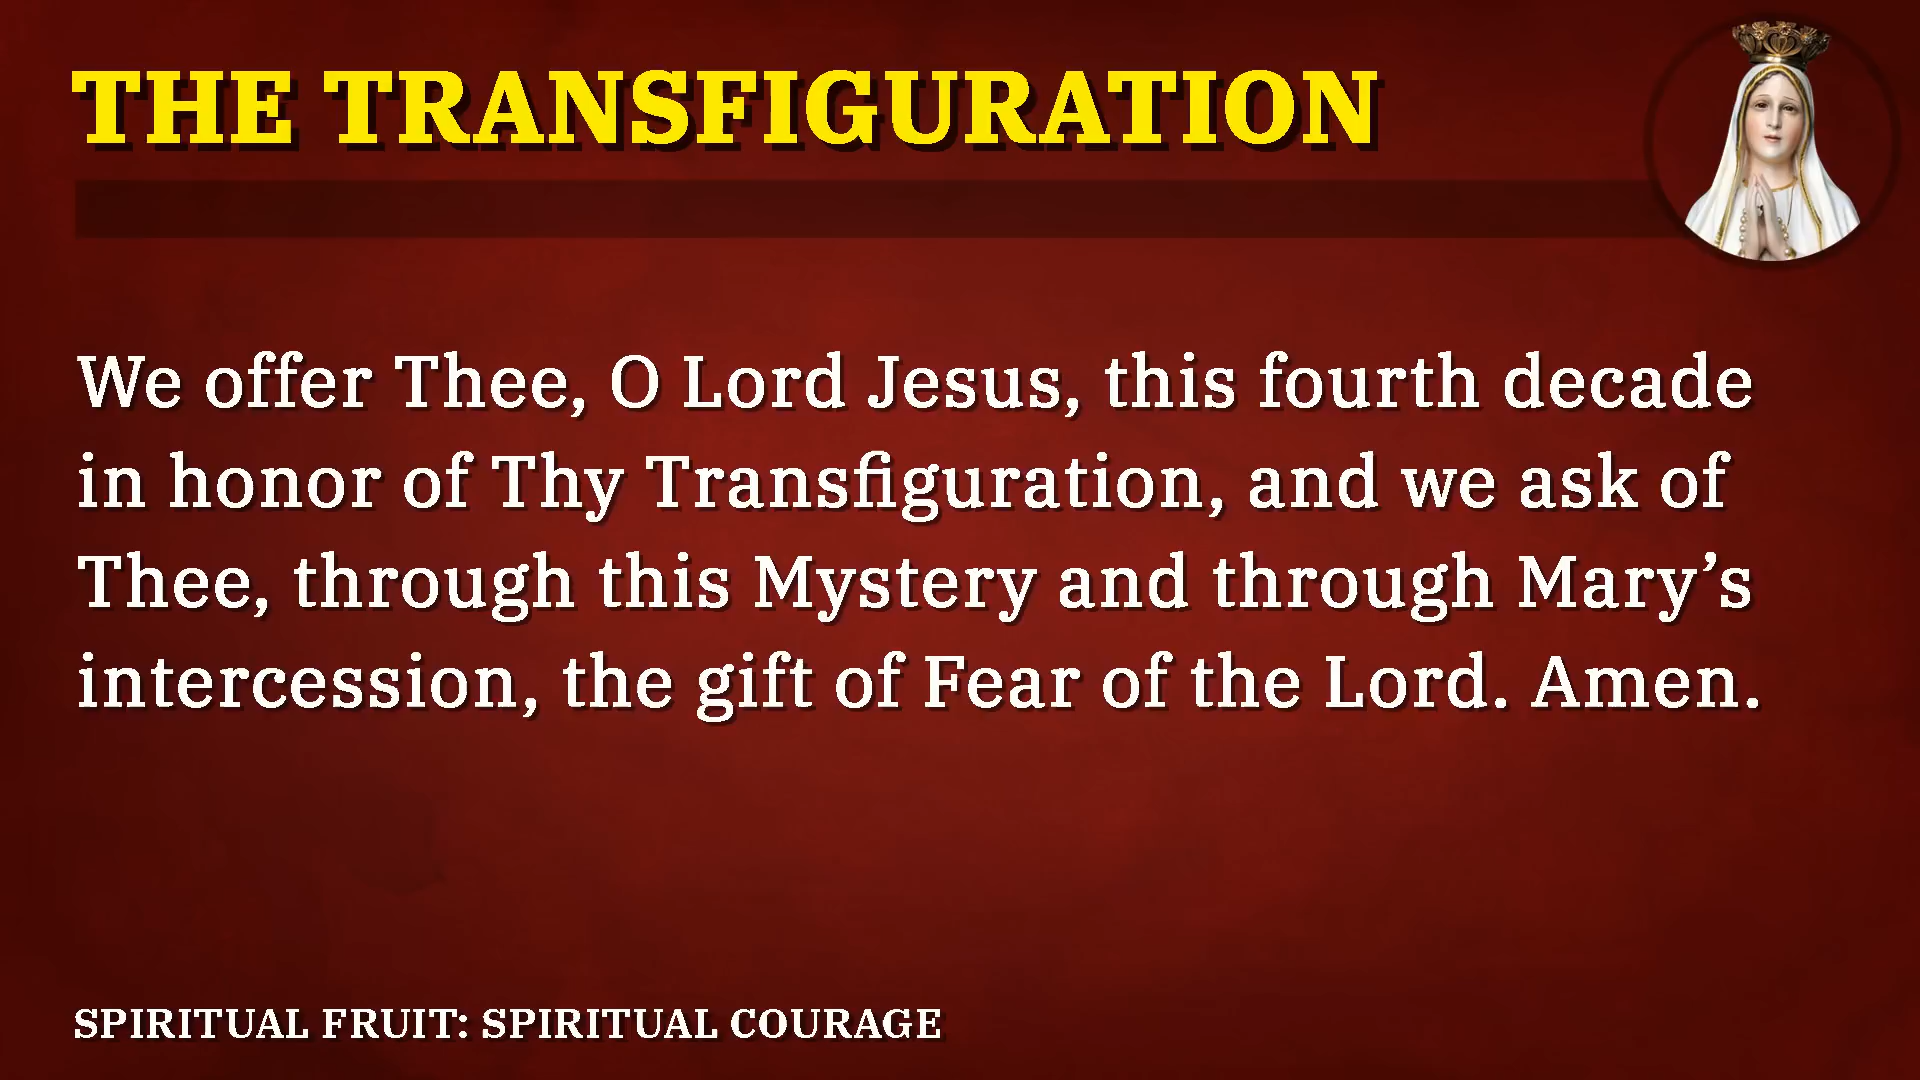 THE TRANSFIGURATION
We offer Thee, O Lord Jesus, this fourth decade
in honor of Thy Transfiguration, and we ask of
Thee, through this Mystery and through Mary’s
intercession, the gift of Fear of the Lord. Amen.
SPIRITUAL FRUIT: SPIRITUAL COURAGE